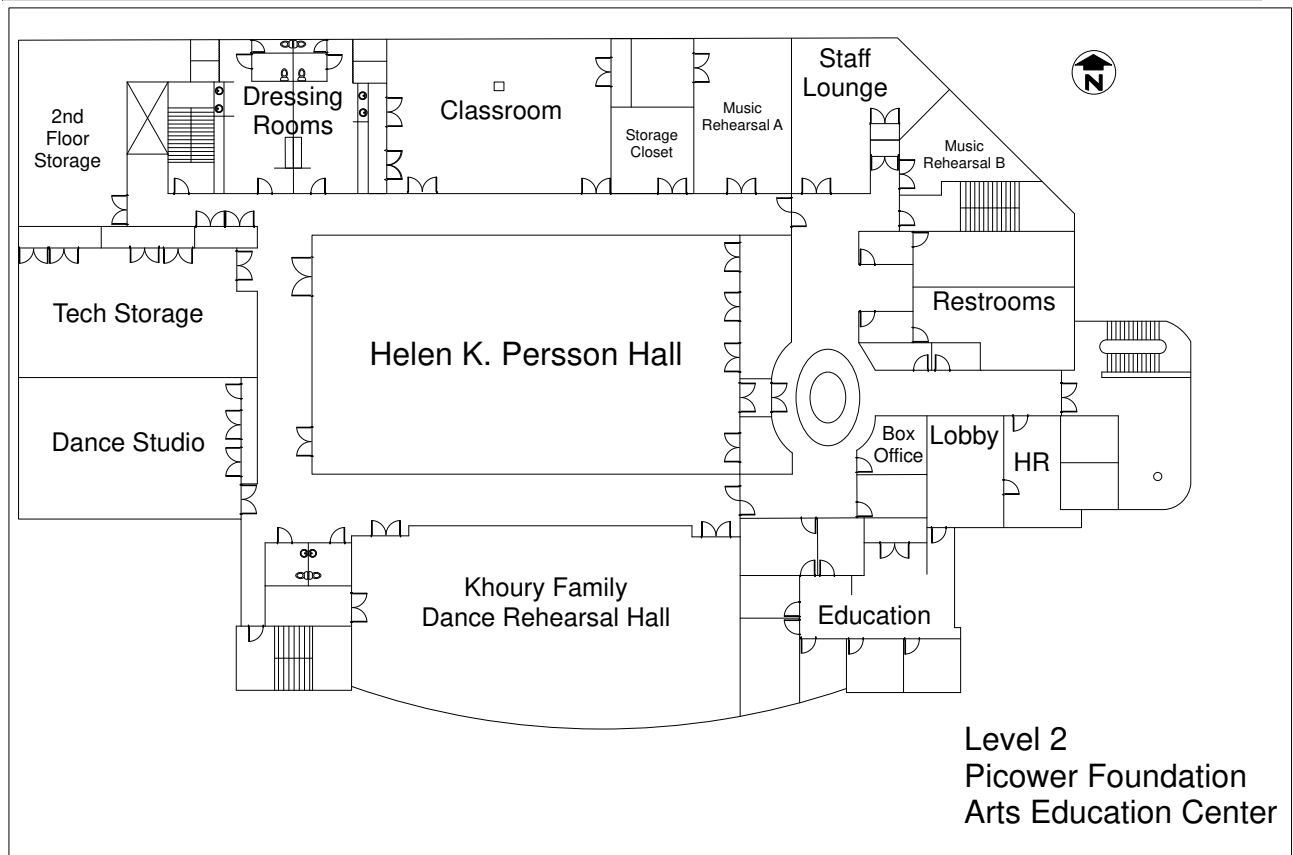 2nd
Floor
Storage
Dressing
Rooms
Classroom
Storage
Closet
Music
Rehearsal A
Staff
Lounge
Music
Rehearsal B
N
Tech Storage
Helen K. Persson Hall
Restrooms
Dance Studio
Box
Office
Lobby
HR
Khoury Family
Dance Rehearsal Hall
Education
Level 2
Picower Foundation
Arts Education Center